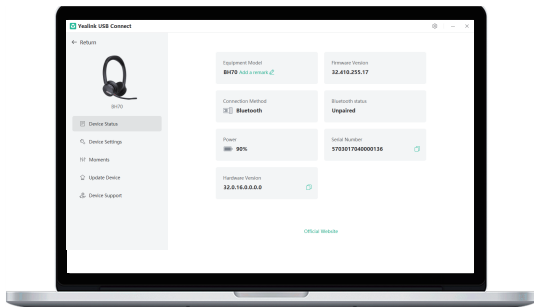 Yealink USB Connect
← Return
BH70
Device Status
Device Settings
Moments
Update Device
Device Support
Equipment Model
BH70 Add a remark
Firmware Version
32.410.255.17
Connection Method
Bluetooth
Bluetooth status
Unpaired
Power
90%
Serial Number
5703017040000136
Hardware Version
32.0.16.0.0.0.0
Official Website